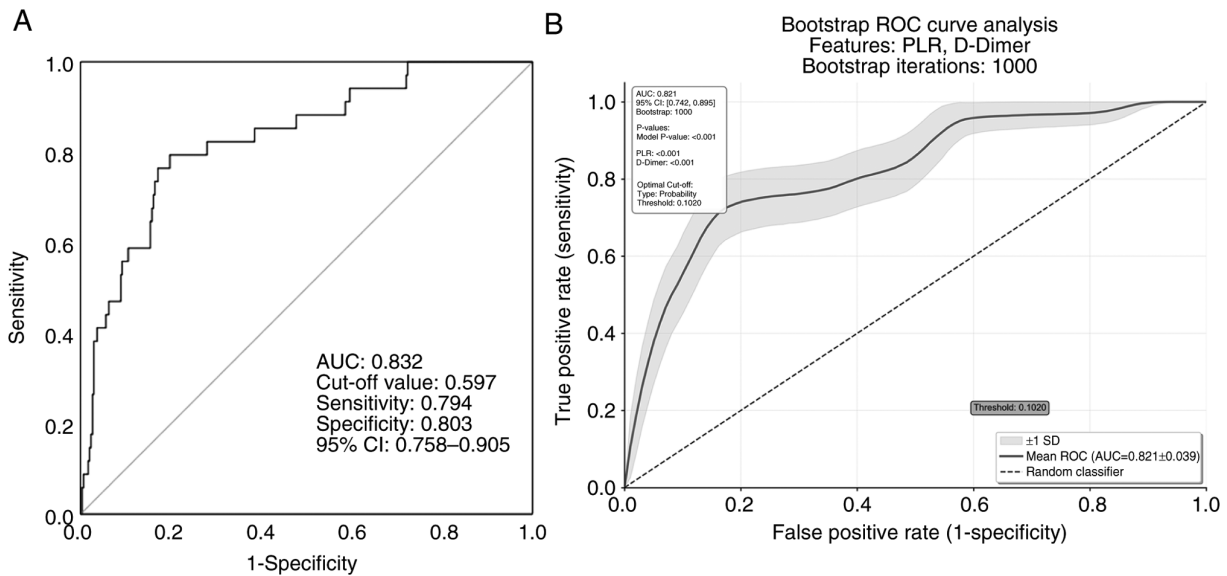 A
1.0
0.8
0.6
0.4
0.2
0.0
Sensitivity
AUC: 0.832
Cut-off value: 0.597
Sensitivity: 0.794
Specificity: 0.803
95% CI: 0.758–0.905
0.0
0.2
0.4
0.6
0.8
1.0
1-Specificity
B
Bootstrap ROC curve analysis
Features: PLR, D-Dimer
Bootstrap iterations: 1000
1.0
0.8
0.6
0.4
0.2
0.0
True positive rate (sensitivity)
AUC: 0.821
95% CI: [0.742, 0.895]
Bootstrap: 1000
P-values:
Model P-value: <0.001
PLR: <0.001
D-Dimer: <0.001
Optimal Cut-off:
Type: Probability
Threshold: 0.1020
Threshold: 0.1020
±1 SD
Mean ROC (AUC=0.821±0.039)
Random classifier
0.0
0.2
0.4
0.6
0.8
1.0
False positive rate (1-specificity)